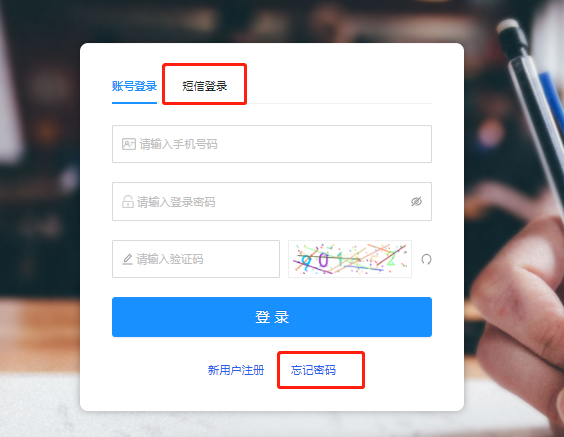 账号登录 短信登录
请输入手机号码
请输入登录密码
请输入验证码
登 录
新用户注册 忘记密码